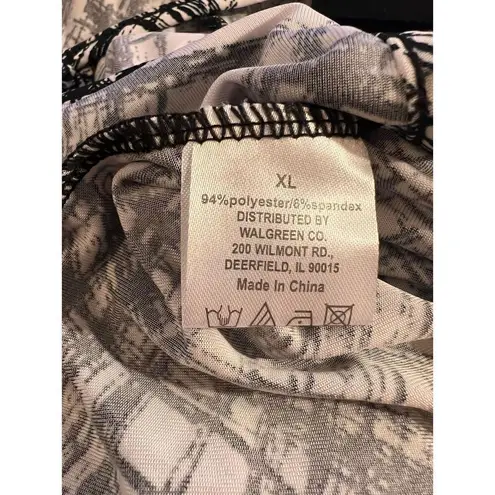 XL
94%polyester/6%spandex
DISTRIBUTED BY
WALGREEN CO.
200 WILMONT RD.,
DEERFIELD, IL 90015
Made In China